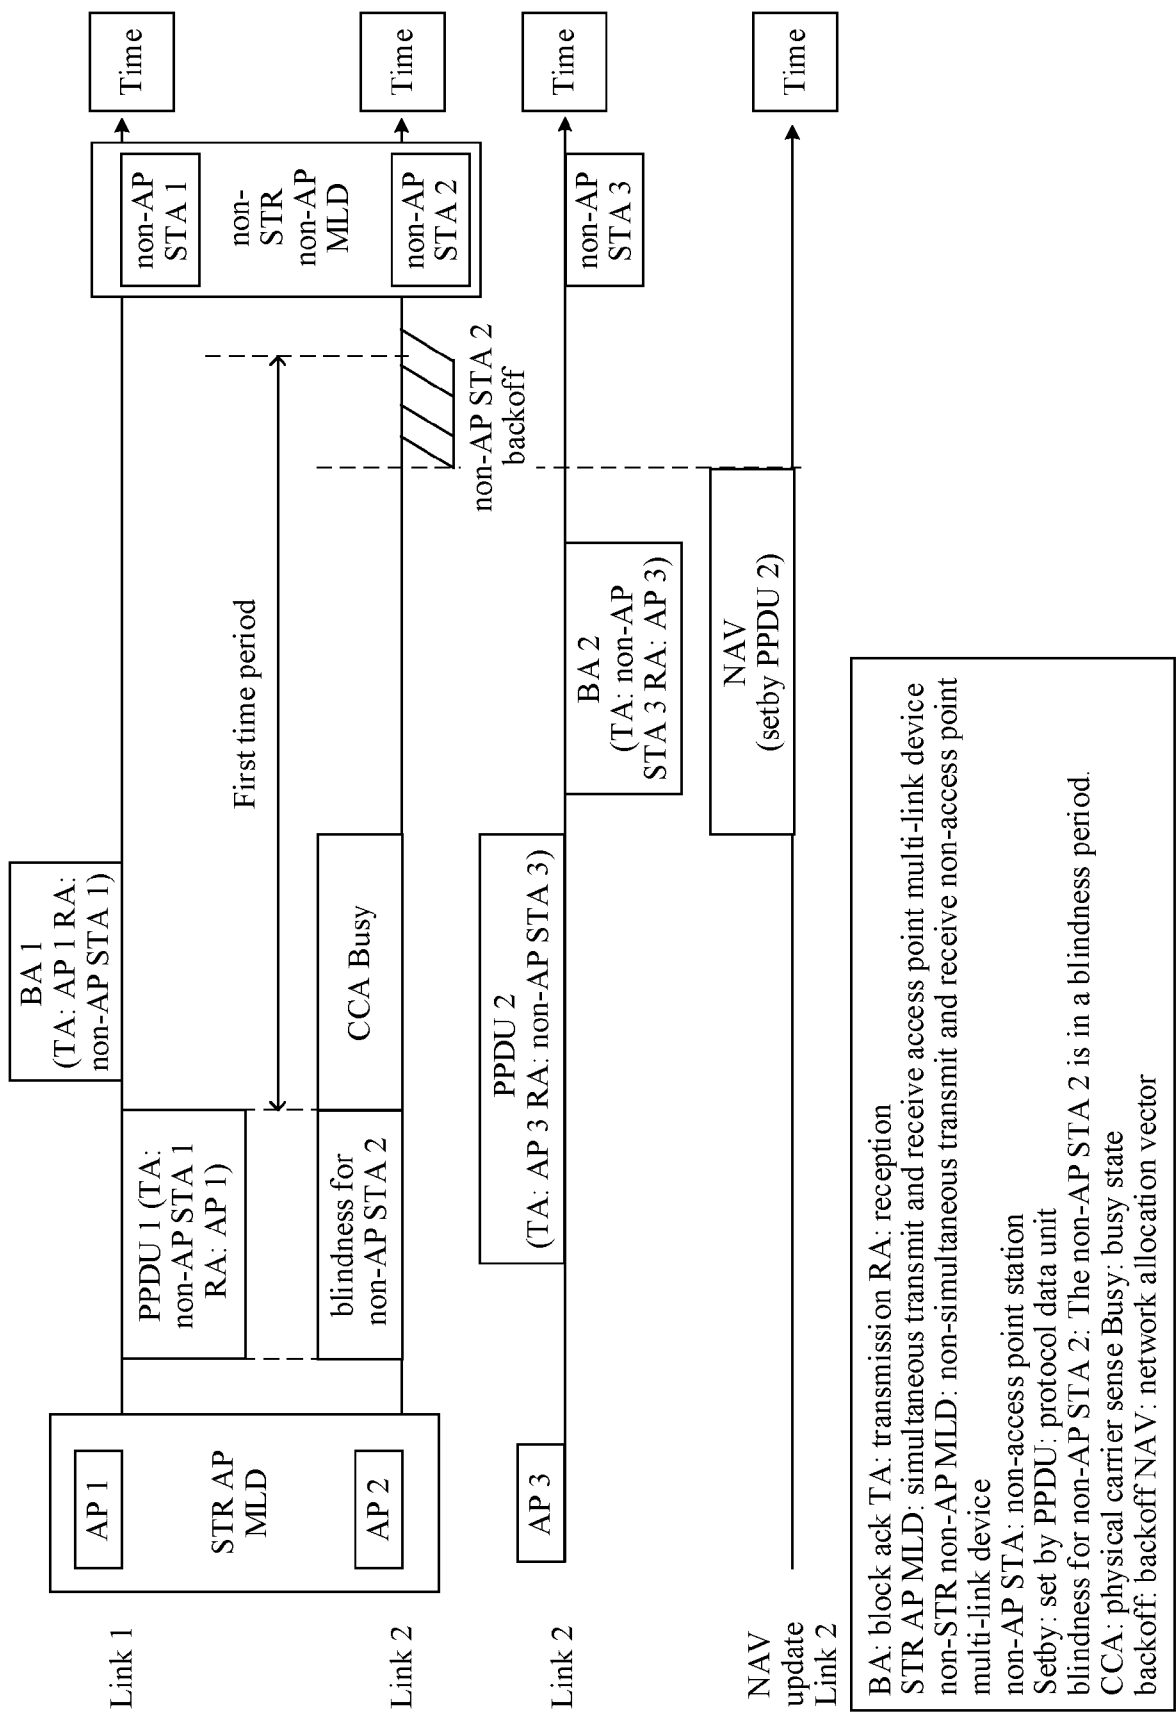 Link 1
AP 1
STR AP
MLD
AP 2
Link 2
BA 1
(TA: AP 1 RA:
non-AP STA 1)
PPDU 1 (TA:
non-AP STA 1
RA: AP 1)
First time period
blindness for
non-AP STA 2
CCA Busy
non-AP STA 2
backoff
non-AP
STA 1
non-
STR
non-AP
MLD
non-AP
STA 2
Time
Time
Link 2
AP 3
PPDU 2
(TA: AP 3 RA: non-AP STA 3)
BA 2
(TA: non-AP
STA 3 RA: AP 3)
non-AP
STA 3
Time
NAV
update
Link 2
NAV
(setby PPDU 2)
Time
BA: block ack TA: transmission RA: reception
STR AP MLD: simultaneous transmit and receive access point multi-link device
non-STR non-AP MLD: non-simultaneous transmit and receive non-access point
multi-link device
non-AP STA: non-access point station
Setby: set by PPDU: protocol data unit
blindness for non-AP STA 2: The non-AP STA 2 is in a blindness period.
CCA: physical carrier sense Busy: busy state
backoff: backoff NAV: network allocation vector